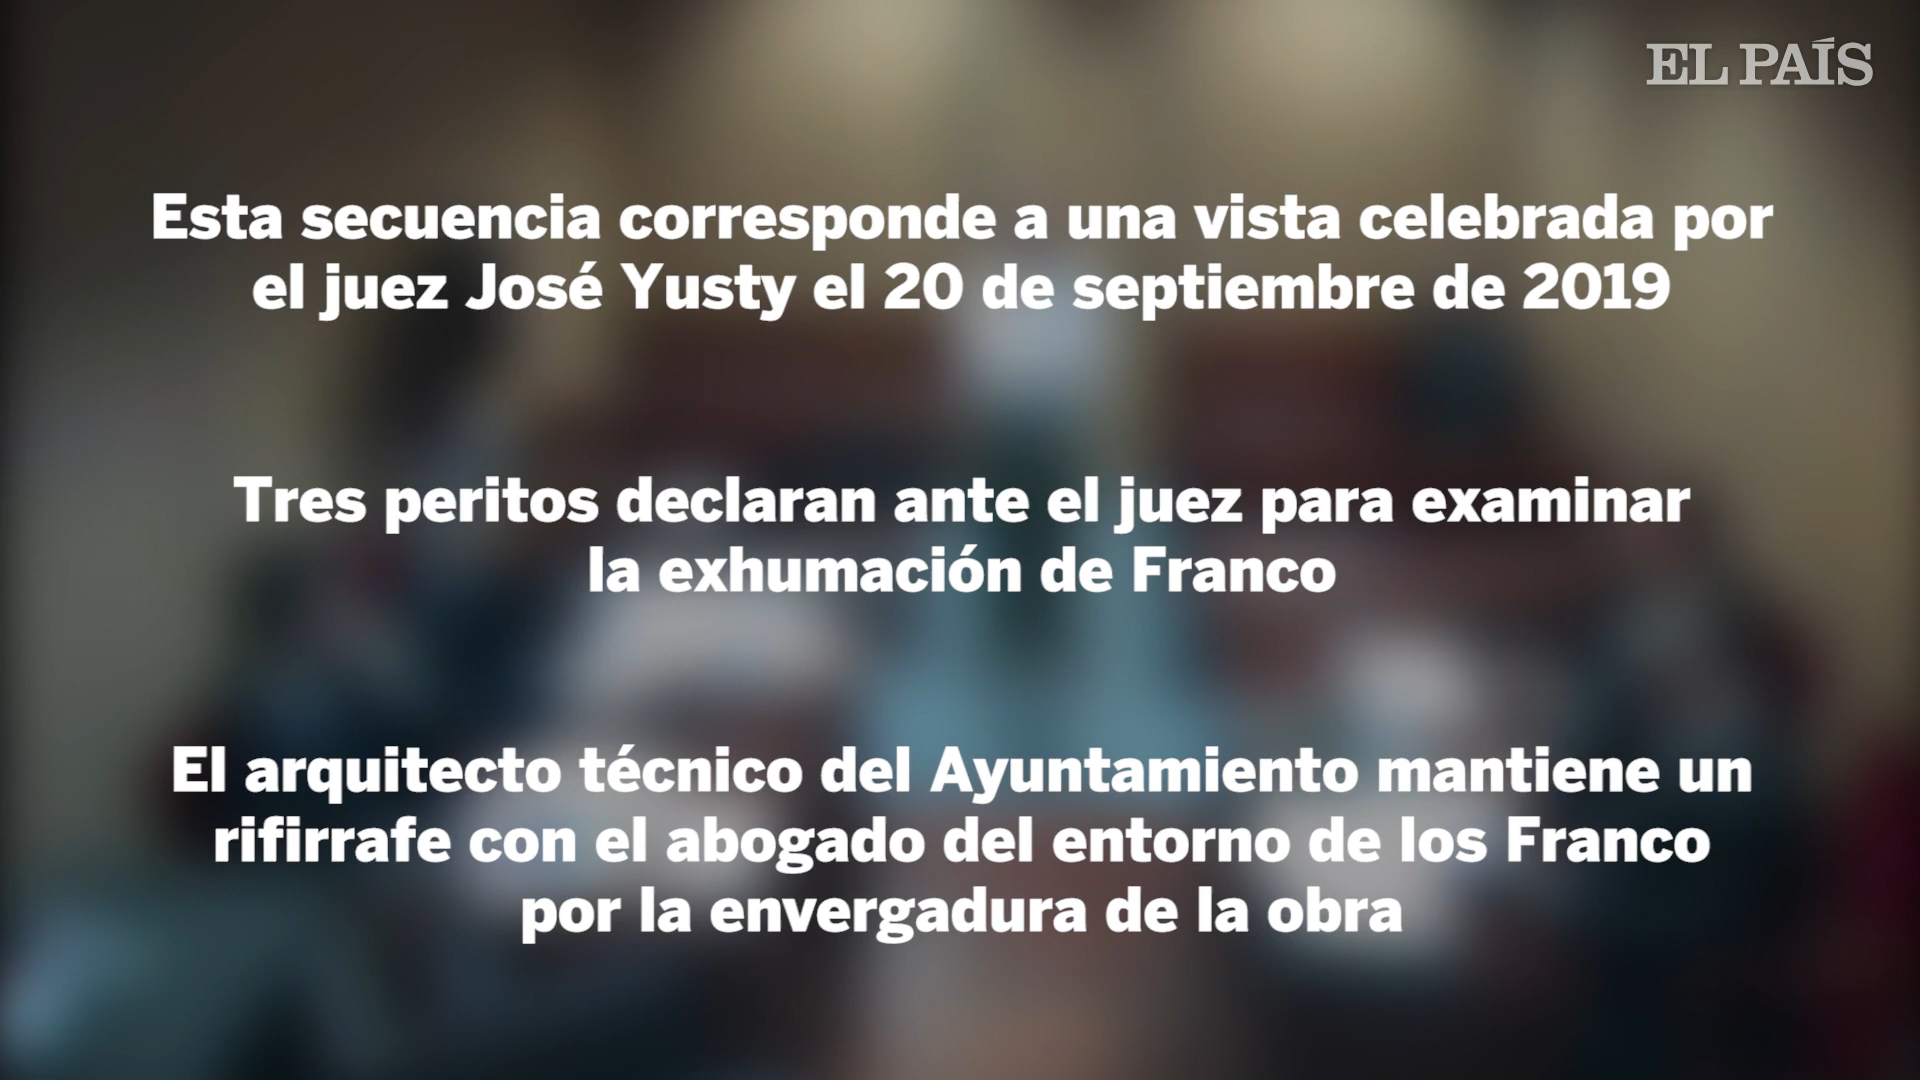 EL PAÍS
Esta secuencia corresponde a una vista celebrada por
el juez José Yusty el 20 de septiembre de 2019
Tres peritos declaran ante el juez para examinar
la exhumación de Franco
El arquitecto técnico del Ayuntamiento mantiene un
rifirrafe con el abogado del entorno de los Franco
por la envergadura de la obra